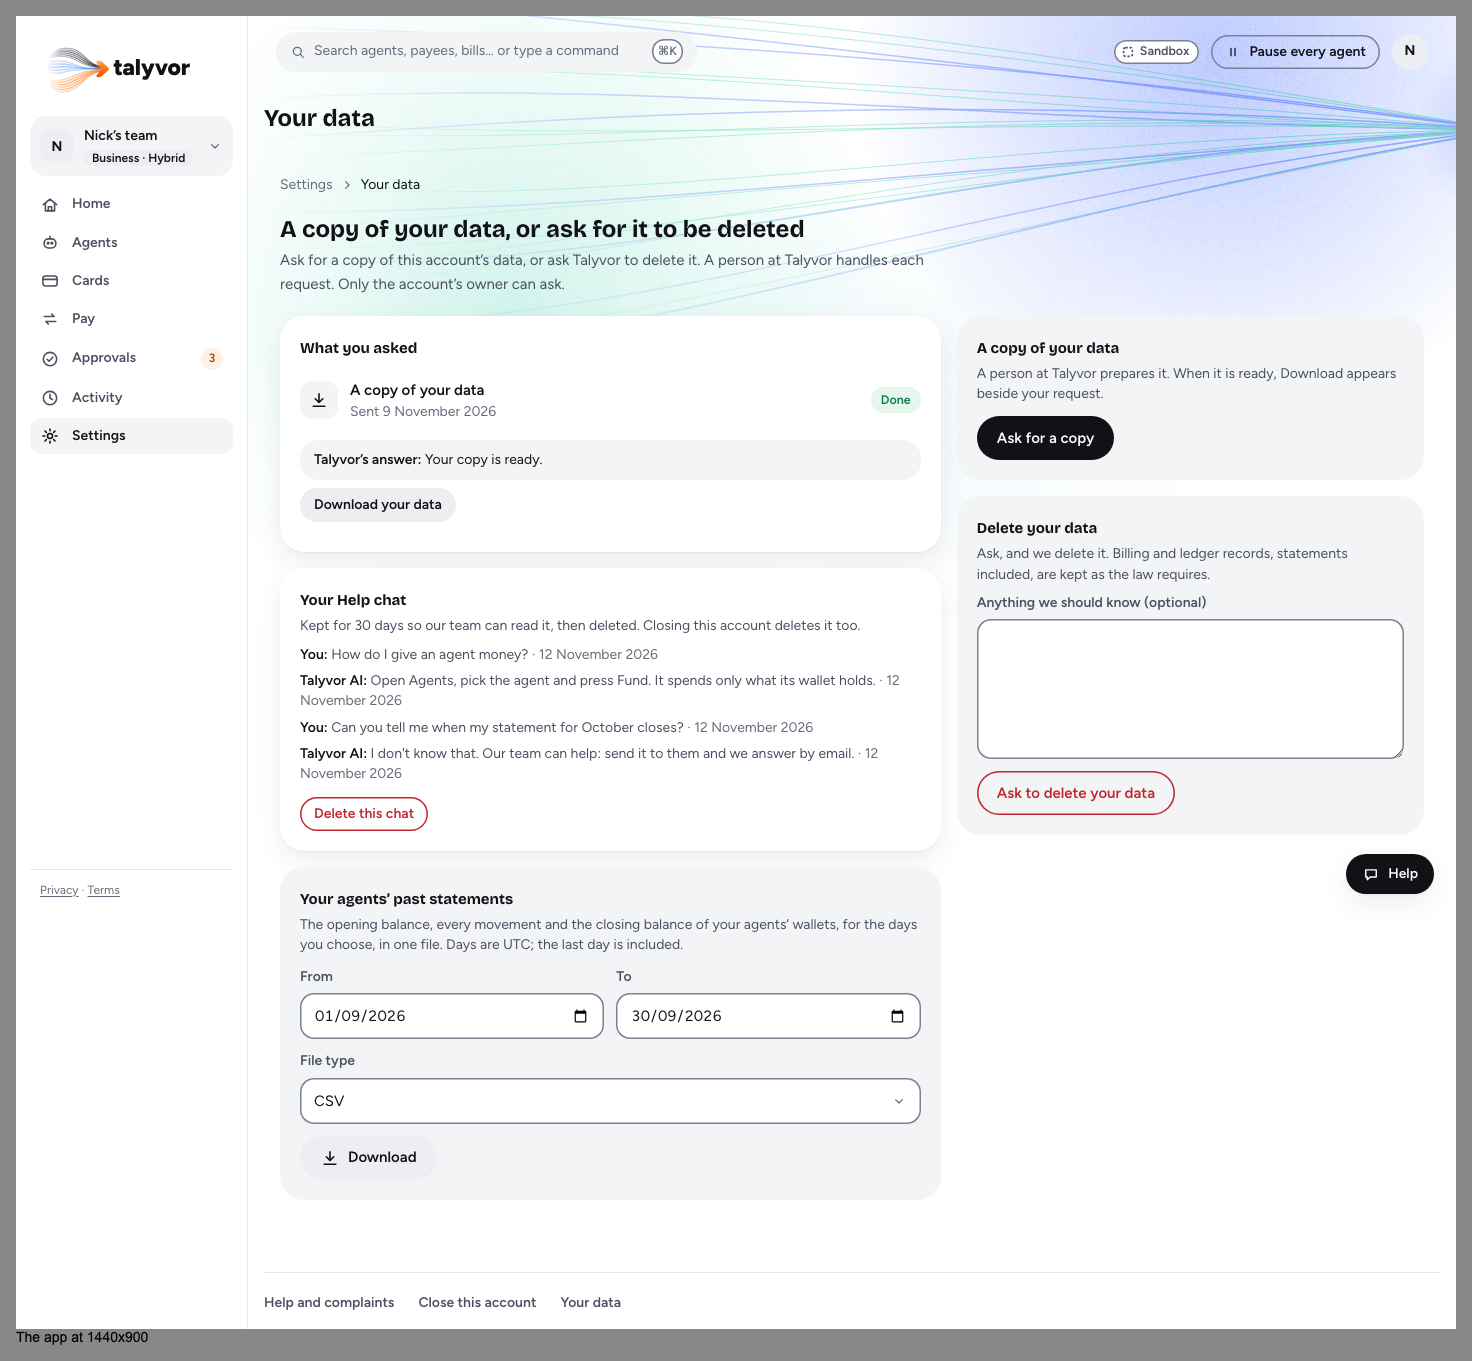 talyvor
Search agents, payees, bills... or type a command
⌘K
Sandbox
Pause every agent
N
N
Nick’s team
Business · Hybrid
Home
Agents
Cards
Pay
Approvals
3
Activity
Settings
Privacy · Terms
Your data
Settings
Your data
A copy of your data, or ask for it to be deleted
Ask for a copy of this account’s data, or ask Talyvor to delete it. A person at Talyvor handles each
request. Only the account’s owner can ask.
What you asked
A copy of your data
Sent 9 November 2026
Done
Talyvor’s answer: Your copy is ready.
Download your data
Your Help chat
Kept for 30 days so our team can read it, then deleted. Closing this account deletes it too.
You: How do I give an agent money? · 12 November 2026
Talyvor AI: Open Agents, pick the agent and press Fund. It spends only what its wallet holds. · 12
November 2026
You: Can you tell me when my statement for October closes? · 12 November 2026
Talyvor AI: I don't know that. Our team can help: send it to them and we answer by email. · 12
November 2026
Delete this chat
Your agents’ past statements
The opening balance, every movement and the closing balance of your agents’ wallets, for the days
you choose, in one file. Days are UTC; the last day is included.
From
To
01/09/2026
30/09/2026
File type
CSV
Download
A copy of your data
A person at Talyvor prepares it. When it is ready, Download appears
beside your request.
Ask for a copy
Delete your data
Ask, and we delete it. Billing and ledger records, statements
included, are kept as the law requires.
Anything we should know (optional)
Ask to delete your data
Help
Help and complaints
Close this account
Your data
The app at 1440x900